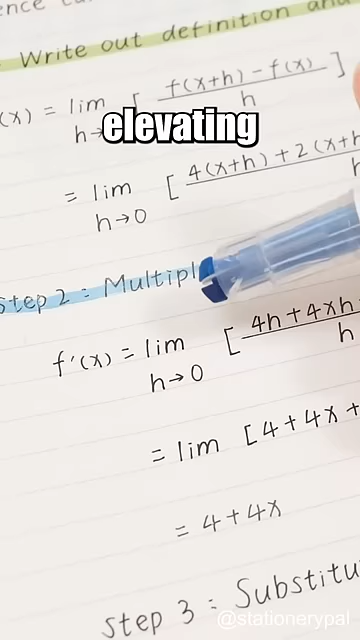 ence
Write out definition and
(x) = lim [ f(x+h) - f(x) / h ]
h→
elevating
= lim [ 4(x+h) + 2(x+h
h→0
Step 2 : Multipl
f'(x) = lim [ 4h + 4xh / h
h→0
= lim [ 4 + 4x +
= 4 + 4x
Step 3 : Substitu
@stationerypal